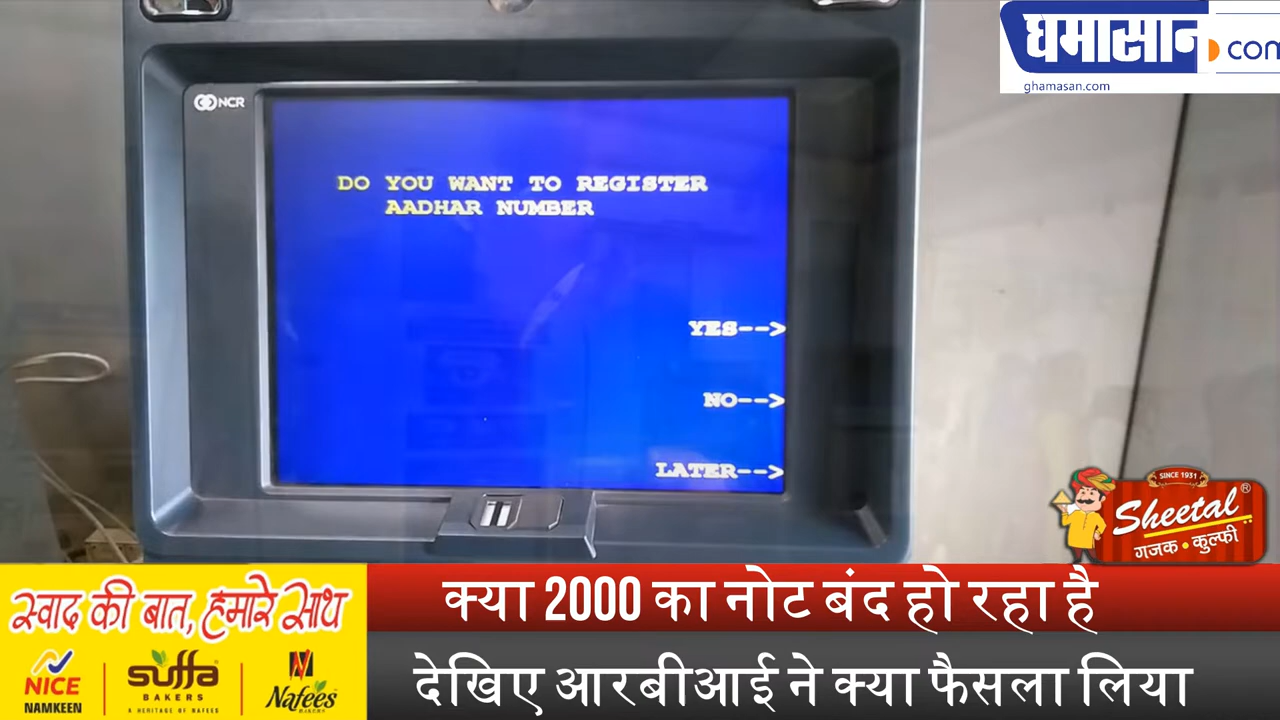 घमासान.com
ghamasan.com
NCR
DO YOU WANT TO REGISTER
AADHAR NUMBER
YES-->
NO-->
LATER-->
SINCE 1931
Sheetal®
गजक • कुल्फी
स्वाद की बात, हमारे साथ
NICE
NAMKEEN
suffa
BAKERS
A HERITAGE OF NAFEES
Nafees
BAKERY
क्या 2000 का नोट बंद हो रहा है
देखिए आरबीआई ने क्या फैसला लिया